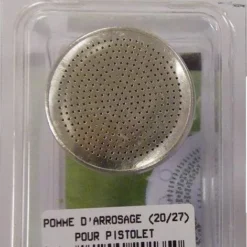 POMME D'ARROSAGE (20/27)
POUR PISTOLET